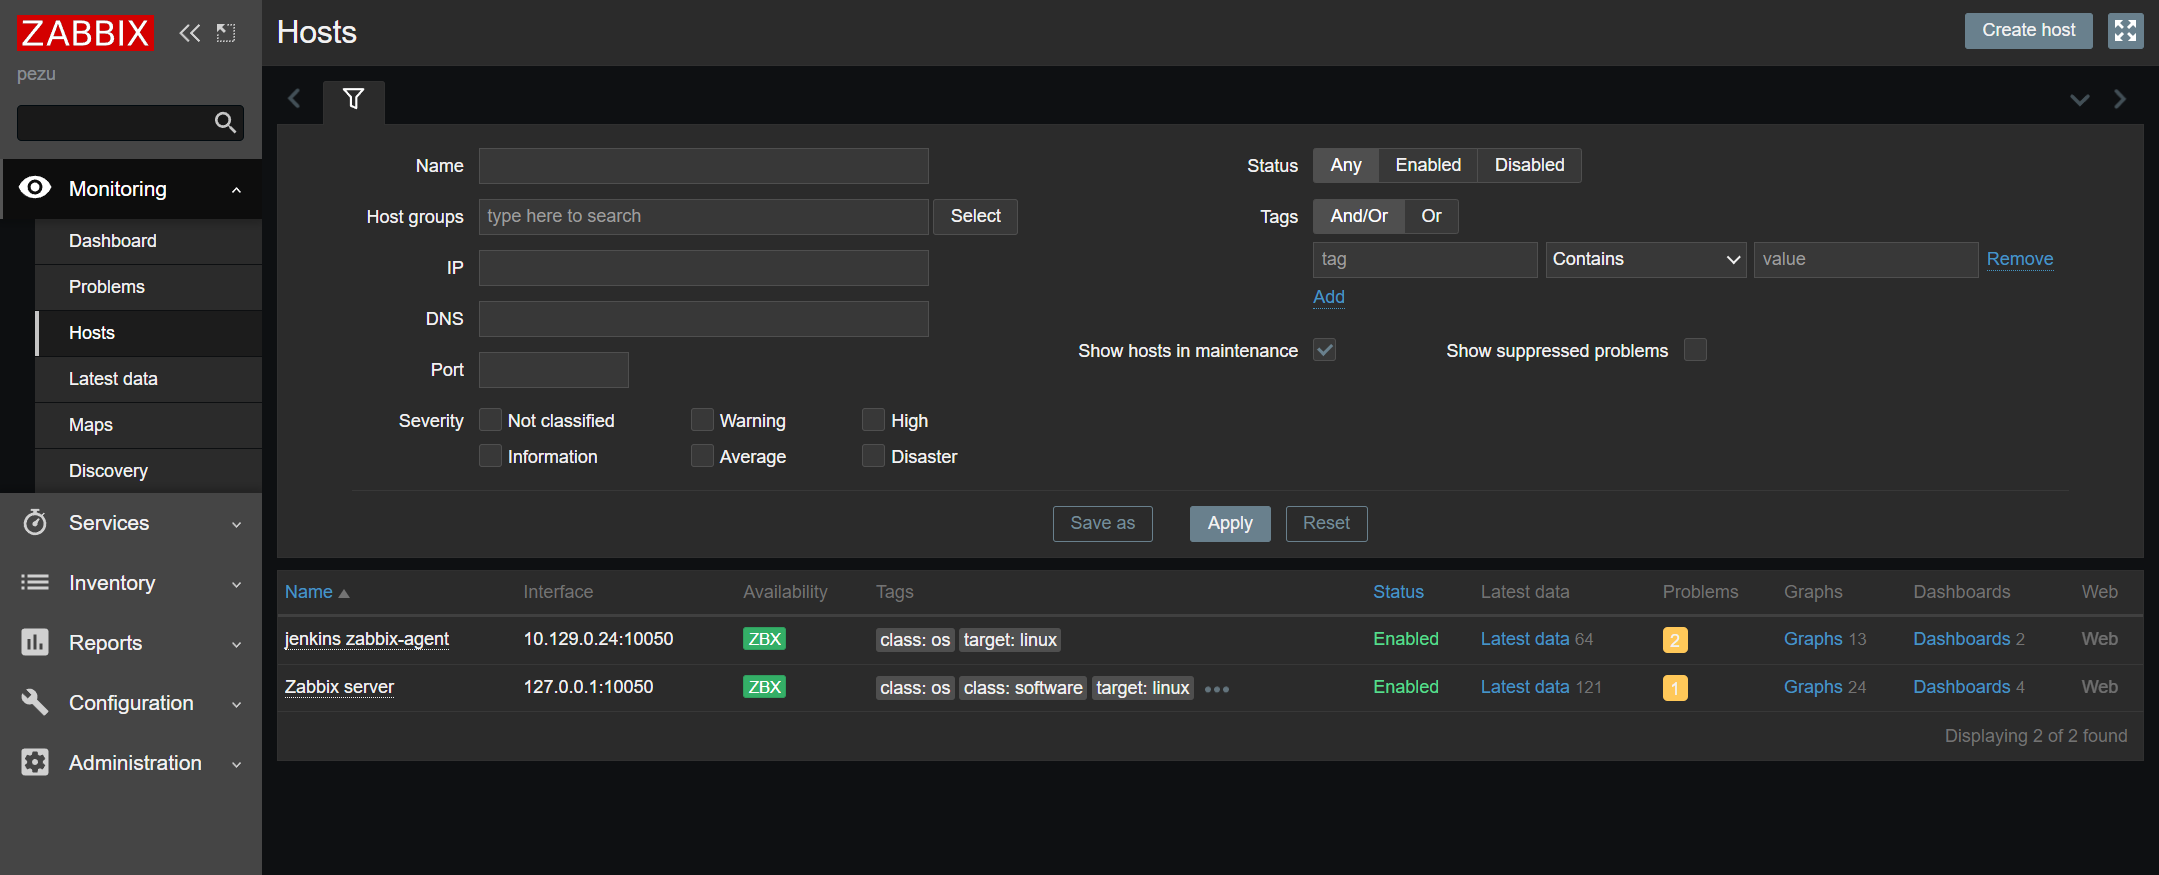 ZABBIX
pezu
Monitoring
Dashboard
Problems
Hosts
Latest data
Maps
Discovery
Services
Inventory
Reports
Configuration
Administration
Hosts
Create host
Name
Host groups type here to search Select
IP
DNS
Port
Severity Not classified Warning High
Information Average Disaster
Status Any Enabled Disabled
Tags And/Or Or
tag Contains value Remove
Add
Show hosts in maintenance Show suppressed problems
Save as Apply Reset
Name Interface Availability Tags Status Latest data Problems Graphs Dashboards Web
jenkins zabbix-agent 10.129.0.24:10050 ZBX class: os target: linux Enabled Latest data 64 2 Graphs 13 Dashboards 2 Web
Zabbix server 127.0.0.1:10050 ZBX class: os class: software target: linux ••• Enabled Latest data 121 1 Graphs 24 Dashboards 4 Web
Displaying 2 of 2 found